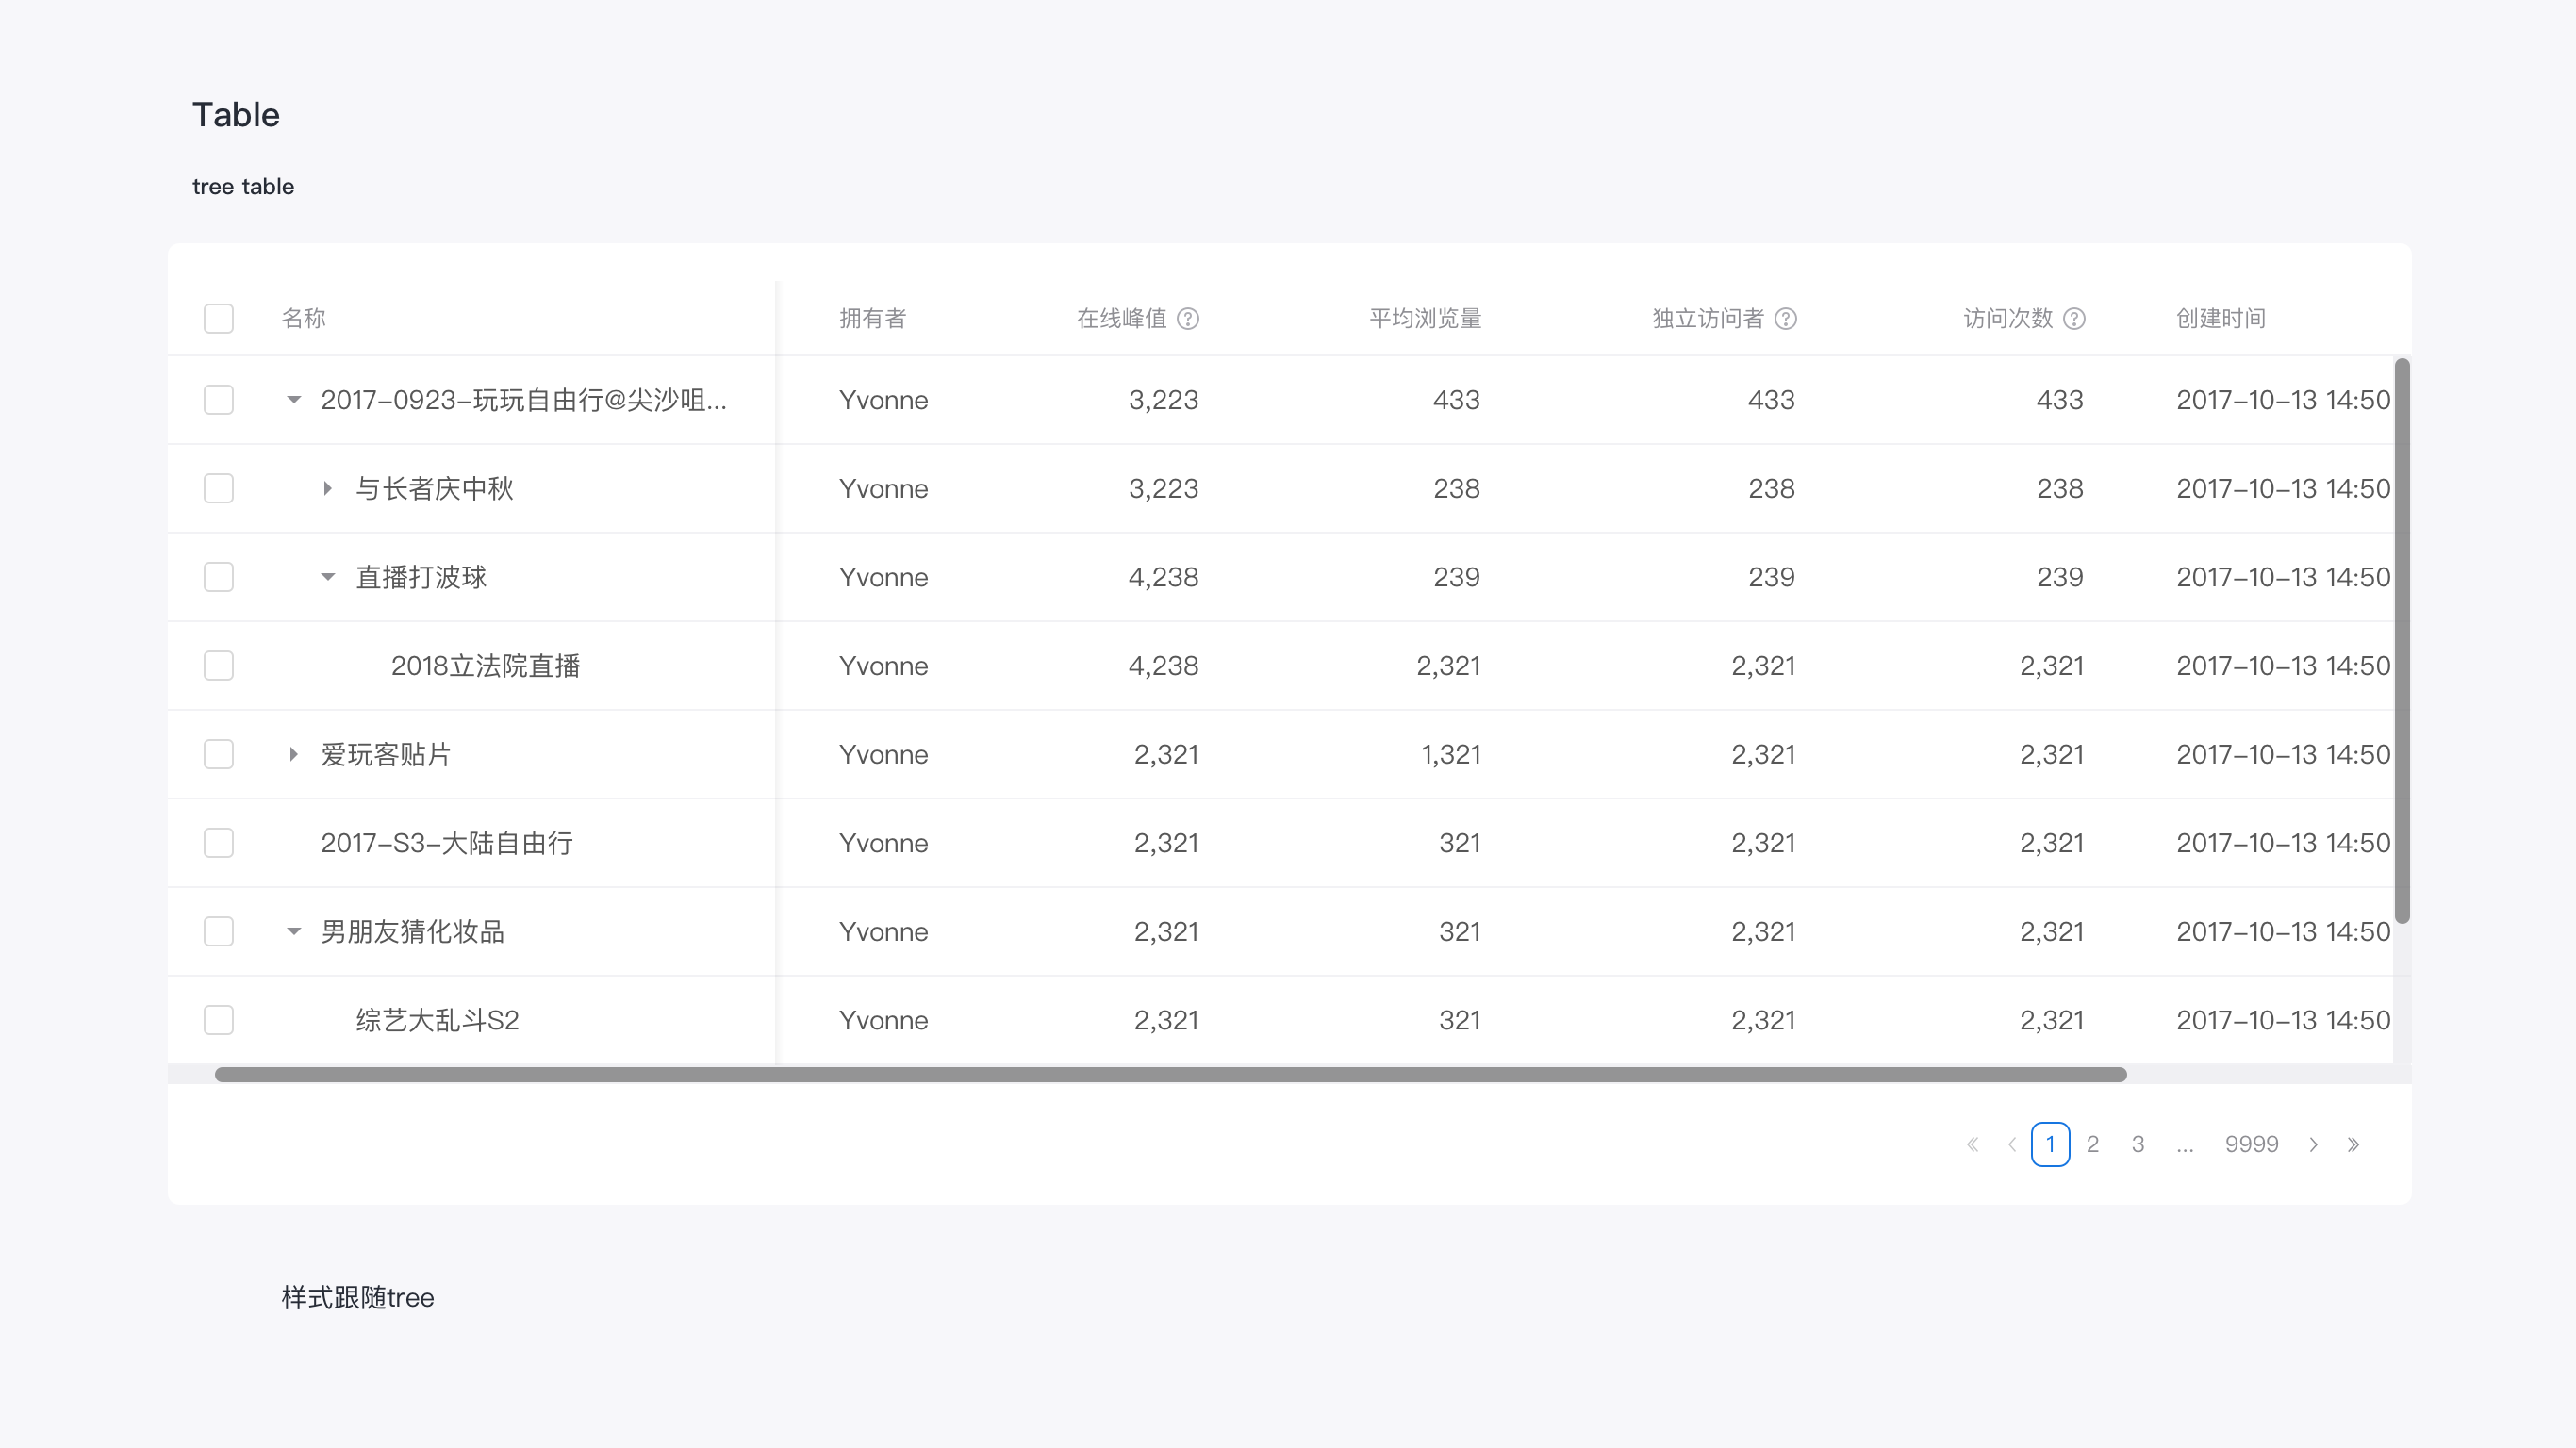 Table
tree table
名称 拥有者 在线峰值 ? 平均浏览量 独立访问者 ? 访问次数 ? 创建时间
2017-0923-玩玩自由行@尖沙咀... Yvonne 3,223 433 433 433 2017-10-13 14:50
与长者庆中秋 Yvonne 3,223 238 238 238 2017-10-13 14:50
直播打波球 Yvonne 4,238 239 239 239 2017-10-13 14:50
2018立法院直播 Yvonne 4,238 2,321 2,321 2,321 2017-10-13 14:50
爱玩客贴片 Yvonne 2,321 1,321 2,321 2,321 2017-10-13 14:50
2017-S3-大陆自由行 Yvonne 2,321 321 2,321 2,321 2017-10-13 14:50
男朋友猜化妆品 Yvonne 2,321 321 2,321 2,321 2017-10-13 14:50
综艺大乱斗S2 Yvonne 2,321 321 2,321 2,321 2017-10-13 14:50
« < 1 2 3 ... 9999 > »
样式跟随tree